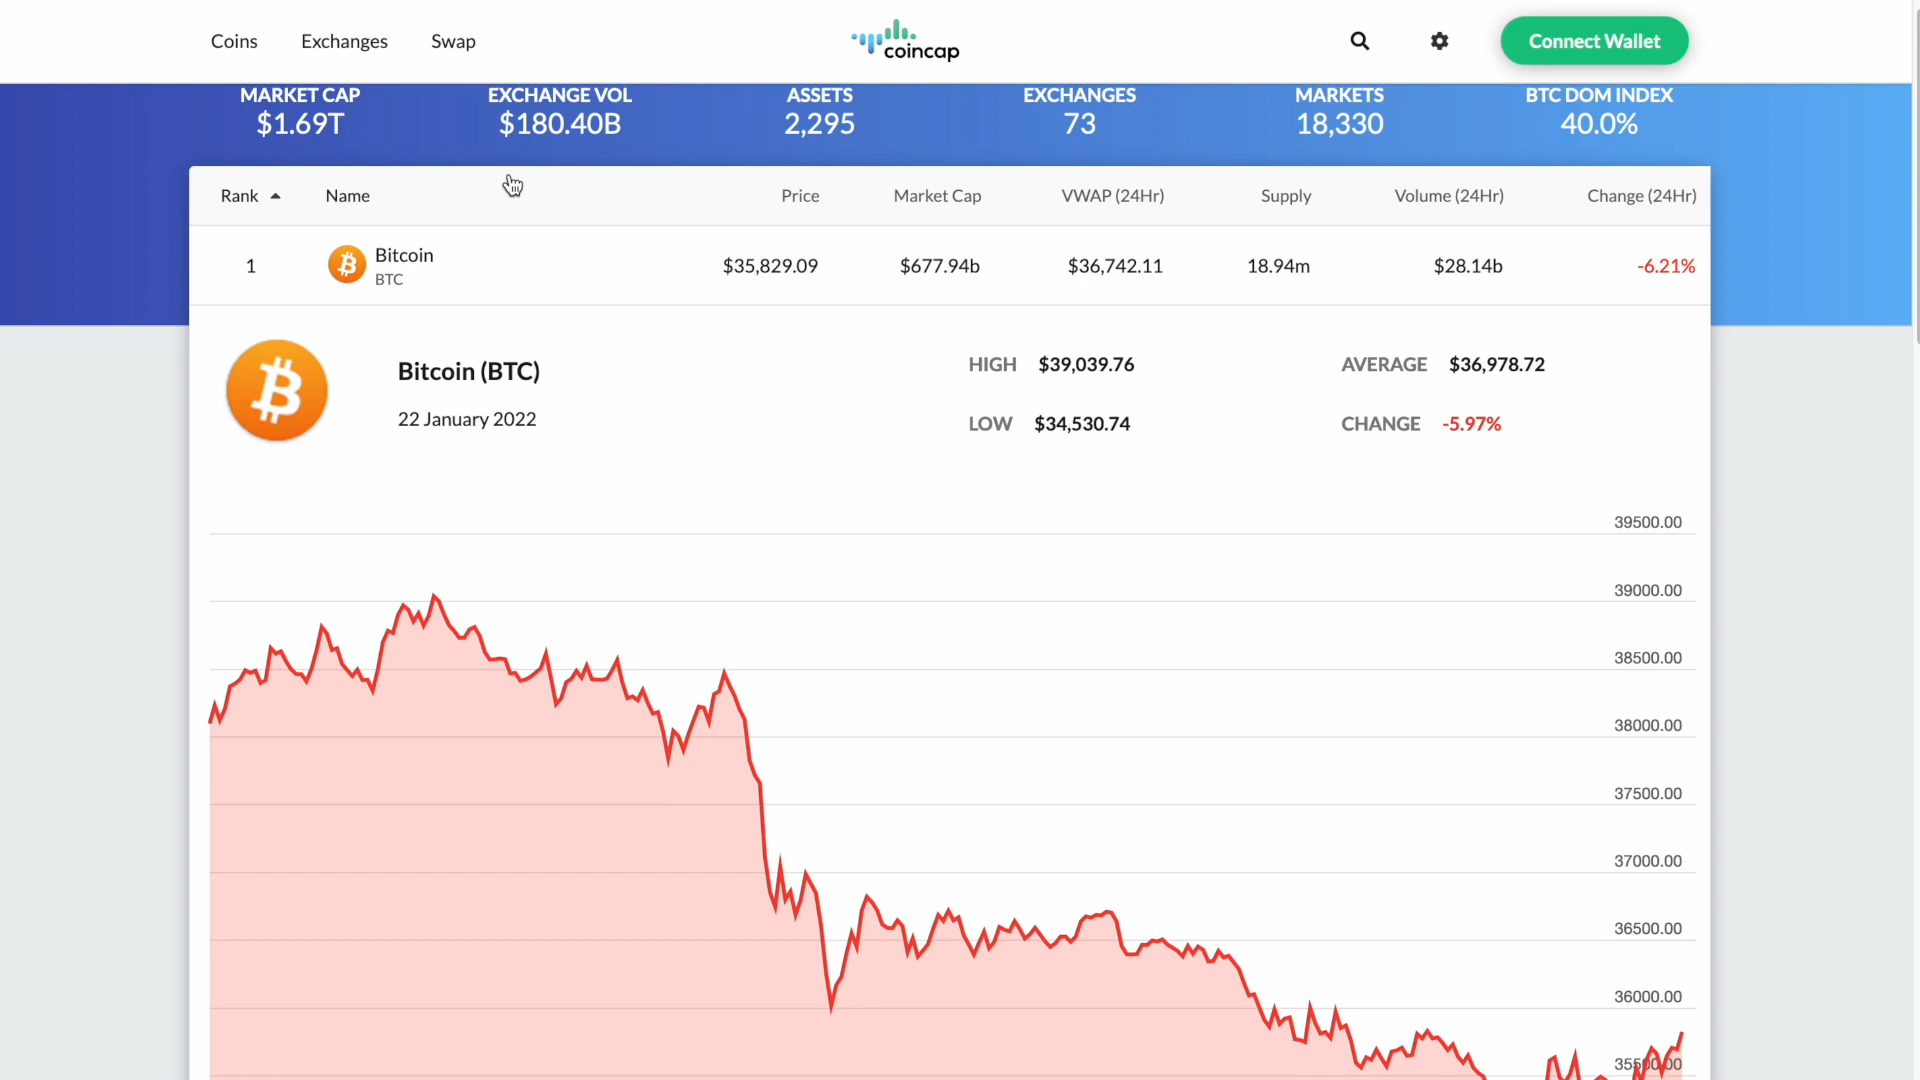 Coins Exchanges Swap coincap Connect Wallet
MARKET CAP EXCHANGE VOL ASSETS EXCHANGES MARKETS BTC DOM INDEX
$1.69T $180.40B 2,295 73 18,330 40.0%
Rank Name Price Market Cap VWAP (24Hr) Supply Volume (24Hr) Change (24Hr)
1 Bitcoin $35,829.09 $677.94b $36,742.11 18.94m $28.14b -6.21%
BTC
Bitcoin (BTC) HIGH $39,039.76 AVERAGE $36,978.72
22 January 2022 LOW $34,530.74 CHANGE -5.97%
39500.00
39000.00
38500.00
38000.00
37500.00
37000.00
36500.00
36000.00
35500.00